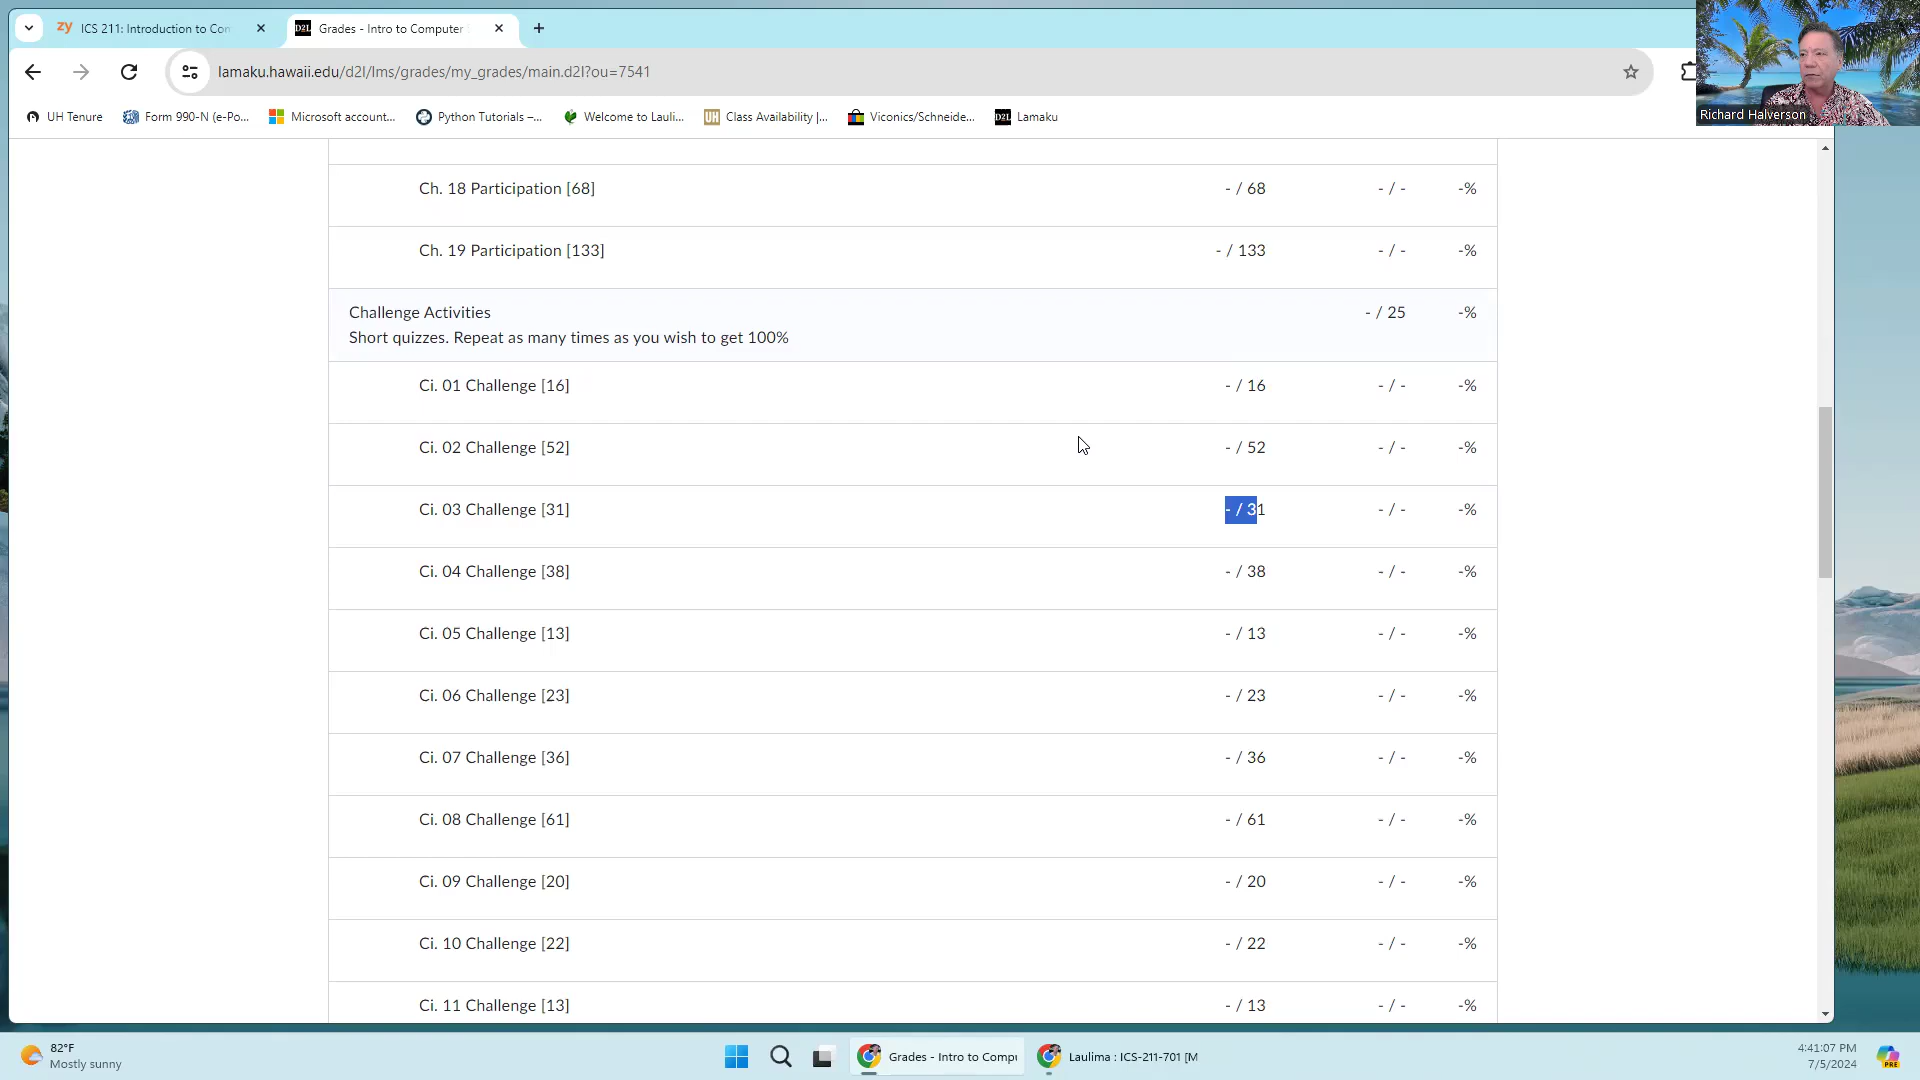 zy ICS 211: Introduction to Con
D2L Grades - Intro to Computer
lamaku.hawaii.edu/d2l/lms/grades/my_grades/main.d2l?ou=7541
UH Tenure
Form 990-N (e-Po...
Microsoft account...
Python Tutorials –...
Welcome to Lauli...
UH Class Availability |...
Viconics/Schneide...
D2L Lamaku
Richard Halverson
Ch. 18 Participation [68] - / 68 - / - -%
Ch. 19 Participation [133] - / 133 - / - -%
Challenge Activities - / 25 -%
Short quizzes. Repeat as many times as you wish to get 100%
Ci. 01 Challenge [16] - / 16 - / - -%
Ci. 02 Challenge [52] - / 52 - / - -%
Ci. 03 Challenge [31] - / 31 - / - -%
Ci. 04 Challenge [38] - / 38 - / - -%
Ci. 05 Challenge [13] - / 13 - / - -%
Ci. 06 Challenge [23] - / 23 - / - -%
Ci. 07 Challenge [36] - / 36 - / - -%
Ci. 08 Challenge [61] - / 61 - / - -%
Ci. 09 Challenge [20] - / 20 - / - -%
Ci. 10 Challenge [22] - / 22 - / - -%
Ci. 11 Challenge [13] - / 13 - / - -%
82°F
Mostly sunny
Grades - Intro to Compu
Laulima : ICS-211-701 [M
4:41:07 PM
7/5/2024
PRE